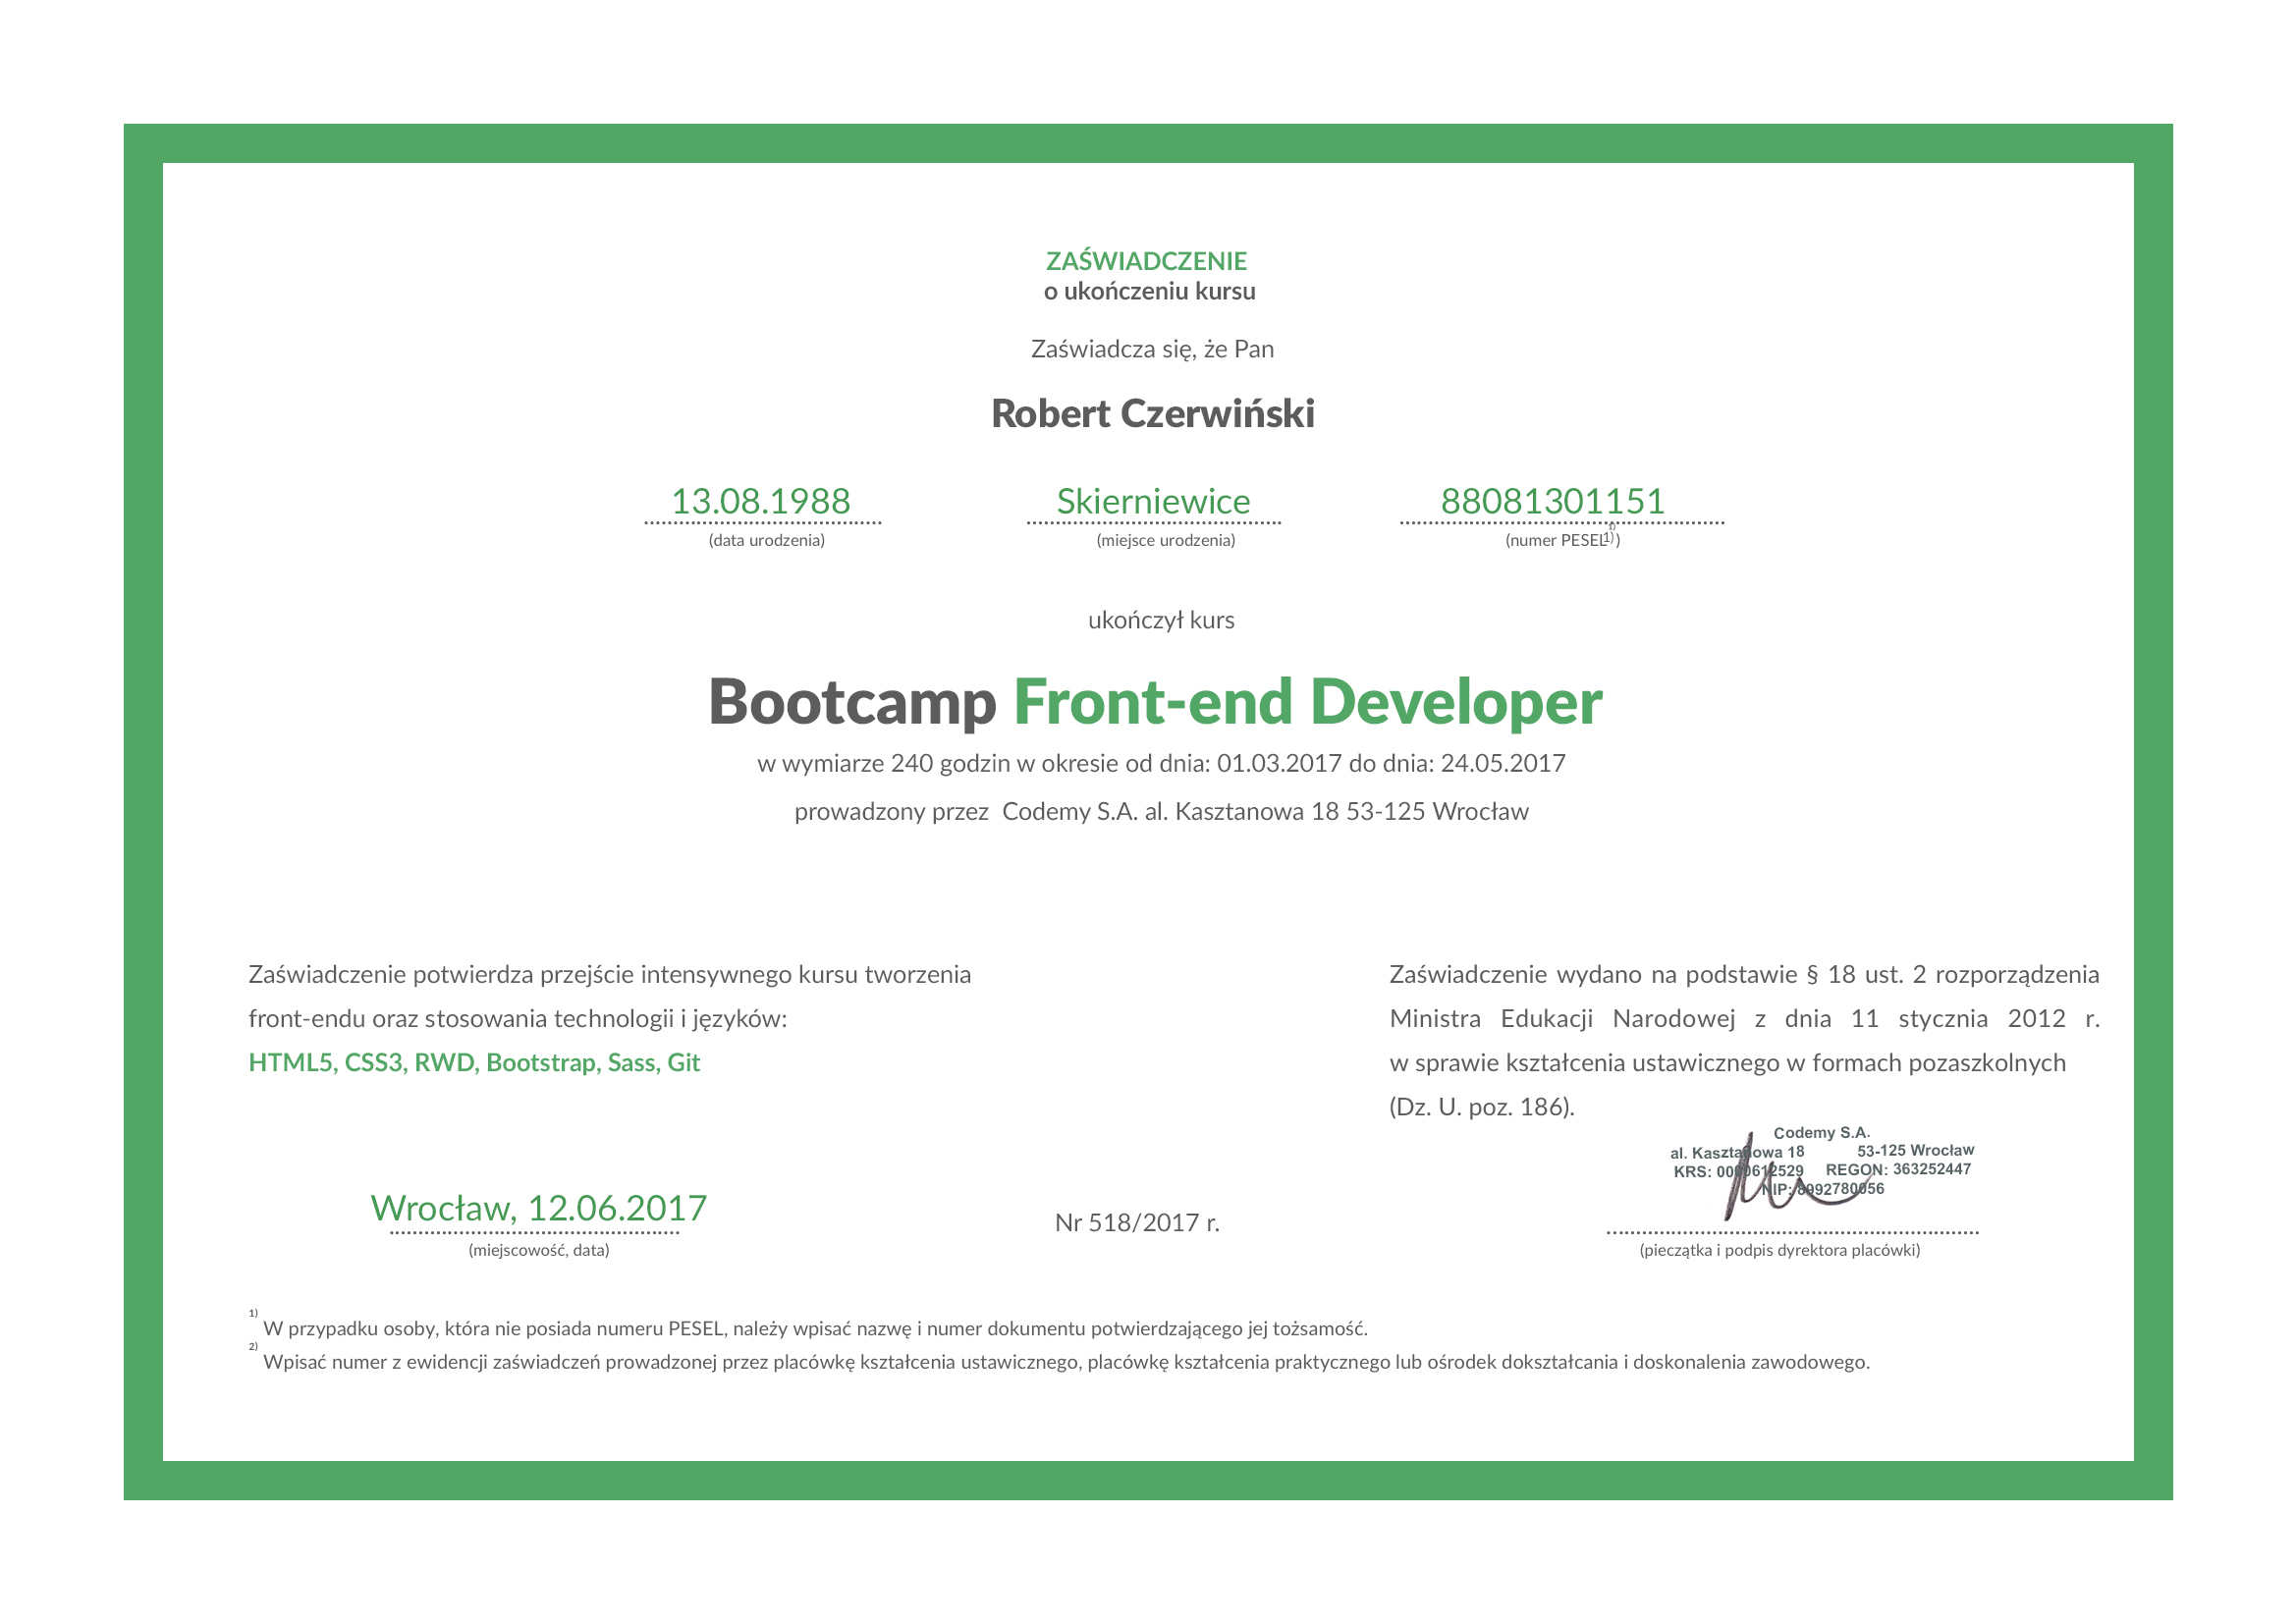 ZAŚWIADCZENIE
o ukończeniu kursu
Zaświadcza się, że Pan
Robert Czerwiński
13.08.1988 Skierniewice 88081301151
(data urodzenia) (miejsce urodzenia) (numer PESEL1))
ukończył kurs
Bootcamp Front-end Developer
w wymiarze 240 godzin w okresie od dnia: 01.03.2017 do dnia: 24.05.2017
prowadzony przez Codemy S.A. al. Kasztanowa 18 53-125 Wrocław
Zaświadczenie potwierdza przejście intensywnego kursu tworzenia
front-endu oraz stosowania technologii i języków:
HTML5, CSS3, RWD, Bootstrap, Sass, Git
Zaświadczenie wydano na podstawie § 18 ust. 2 rozporządzenia
Ministra Edukacji Narodowej z dnia 11 stycznia 2012 r.
w sprawie kształcenia ustawicznego w formach pozaszkolnych
(Dz. U. poz. 186).
Codemy S.A.
al. Kasztanowa 18 53-125 Wrocław
KRS: 0000612529 REGON: 363252447
NIP: 8992780056
Wrocław, 12.06.2017
(miejscowość, data)
Nr 518/2017 r.
(pieczątka i podpis dyrektora placówki)
1) W przypadku osoby, która nie posiada numeru PESEL, należy wpisać nazwę i numer dokumentu potwierdzającego jej tożsamość.
2) Wpisać numer z ewidencji zaświadczeń prowadzonej przez placówkę kształcenia ustawicznego, placówkę kształcenia praktycznego lub ośrodek dokształcania i doskonalenia zawodowego.